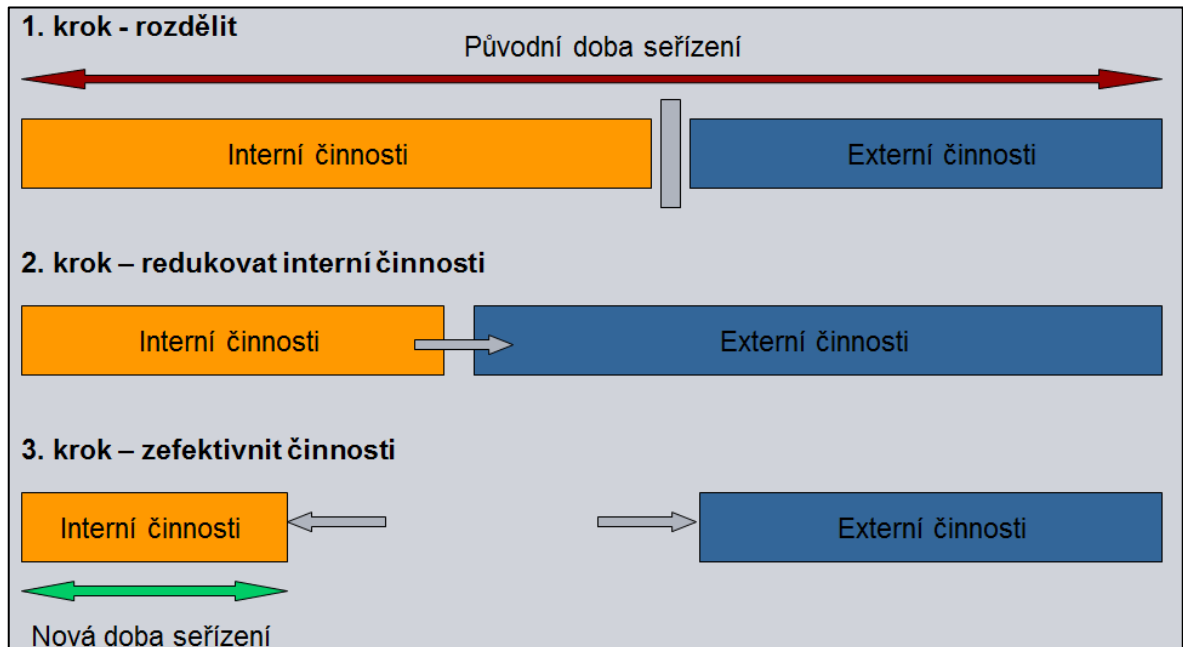 1. krok - rozdělit
Původní doba seřízení
Interní činnosti
Externí činnosti
2. krok – redukovat interní činnosti
Interní činnosti
Externí činnosti
3. krok – zefektivnit činnosti
Interní činnosti
Externí činnosti
Nová doba seřízení